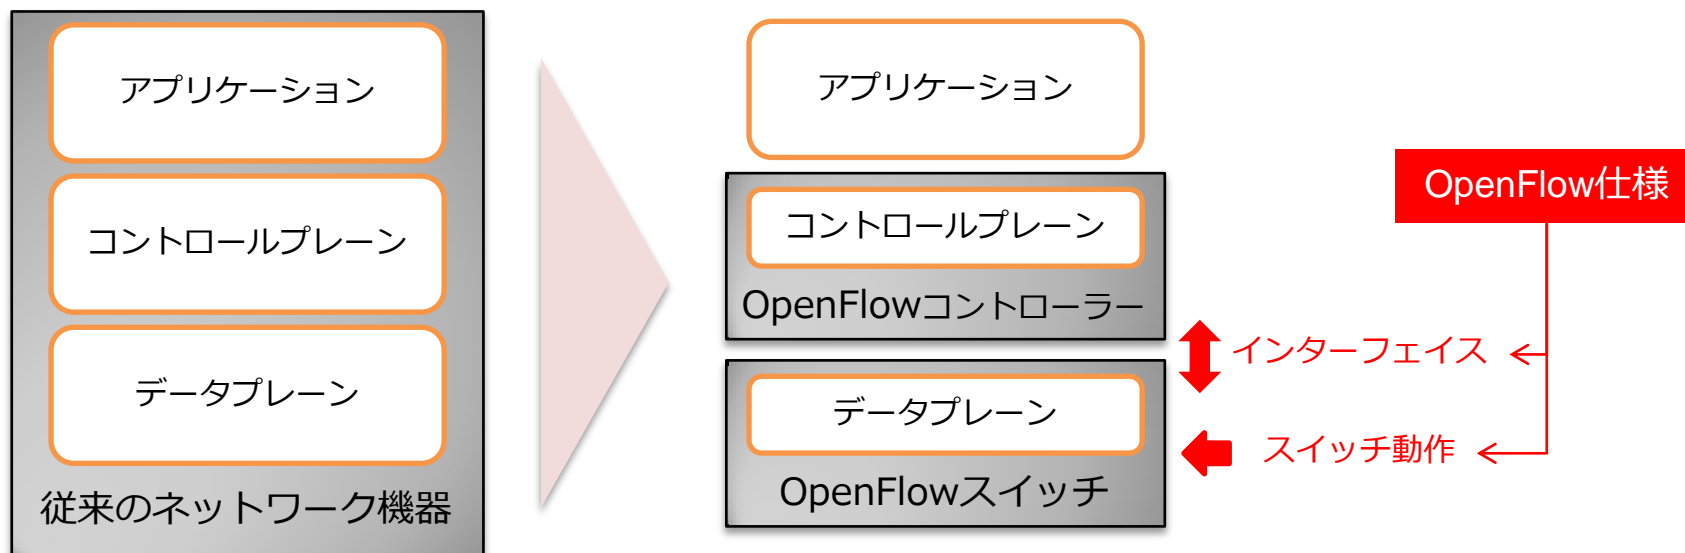 アプリケーション
コントロールプレーン
データプレーン
従来のネットワーク機器
アプリケーション
コントロールプレーン
OpenFlowコントローラー
データプレーン
OpenFlowスイッチ
OpenFlow仕様
インターフェイス
スイッチ動作